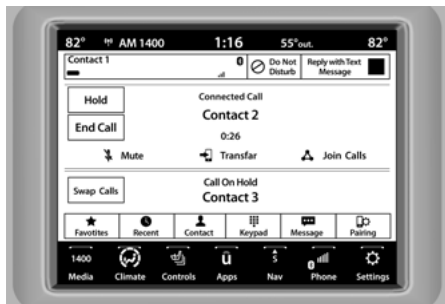 82° AM 1400 1:16 55°out. 82°
Contact 1
Do Not Disturb
Reply with Text Message
Hold
Connected Call
Contact 2
End Call
0:26
Mute Transfar Join Calls
Swap Calls
Call On Hold
Contact 3
Favotites Recent Contact Keypad Message Pairing
1400 ū s 0
Media Climate Controls Apps Nav Phone Settings